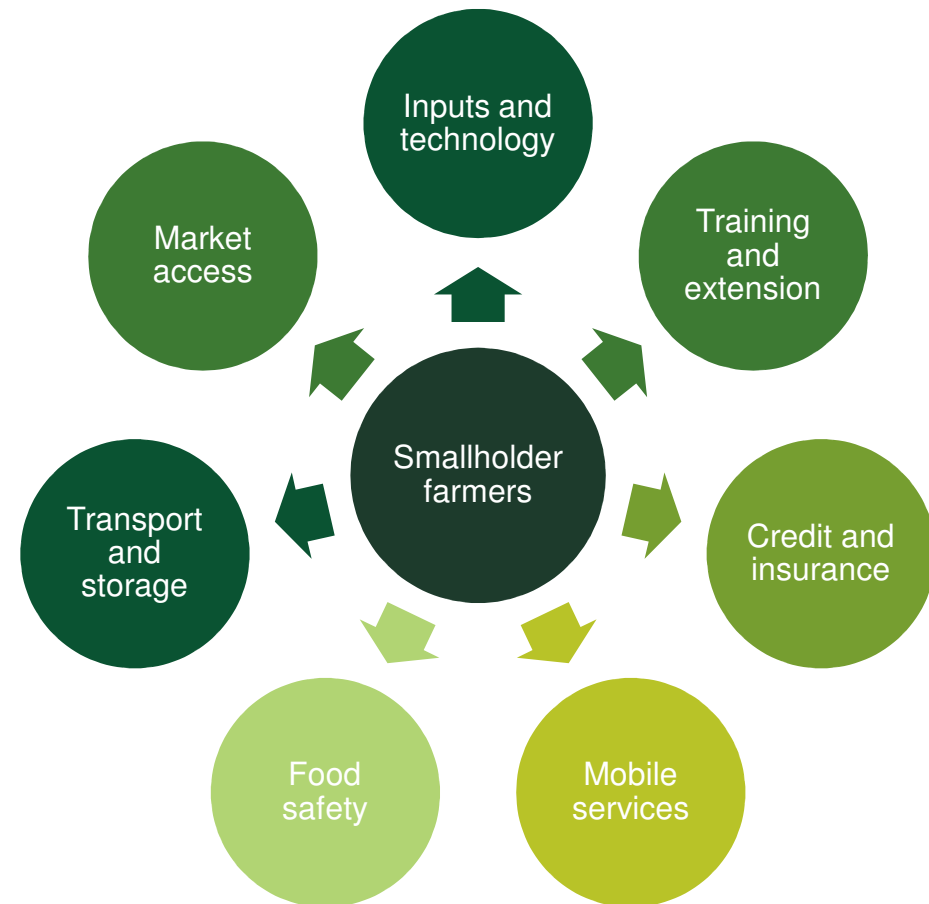 Inputs and
technology
Training
and
extension
Credit and
insurance
Mobile
services
Food
safety
Transport
and
storage
Market
access
Smallholder
farmers